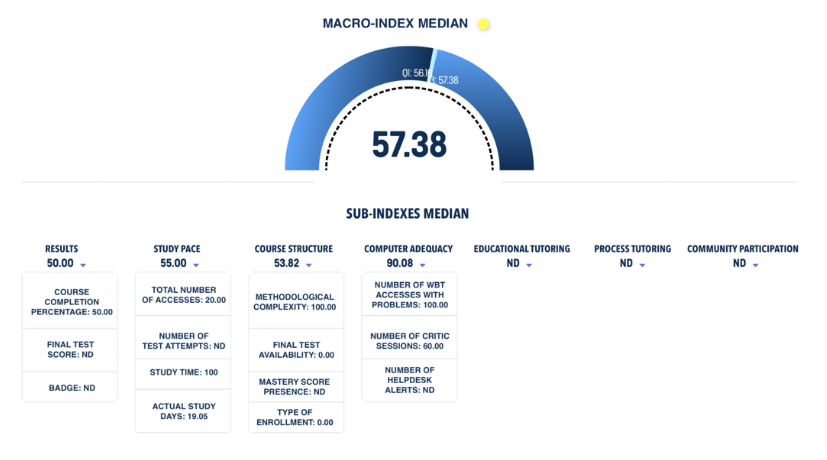 MACRO-INDEX MEDIAN
Q1: 56.1
: 57.38
57.38
SUB-INDEXES MEDIAN
RESULTS
50.00
COURSE
COMPLETION
PERCENTAGE: 50.00
FINAL TEST
SCORE: ND
BADGE: ND
STUDY PACE
55.00
TOTAL NUMBER
OF ACCESSES: 20.00
NUMBER OF
TEST ATTEMPTS: ND
STUDY TIME: 100
ACTUAL STUDY
DAYS: 19.05
COURSE STRUCTURE
53.82
METHODOLOGICAL
COMPLEXITY: 100.00
FINAL TEST
AVAILABILITY: 0.00
MASTERY SCORE
PRESENCE: ND
TYPE OF
ENROLLMENT: 0.00
COMPUTER ADEQUACY
90.08
NUMBER OF WBT
ACCESSES WITH
PROBLEMS: 100.00
NUMBER OF CRITIC
SESSIONS: 60.00
NUMBER OF
HELPDESK
ALERTS: ND
EDUCATIONAL TUTORING
ND
PROCESS TUTORING
ND
COMMUNITY PARTICIPATION
ND